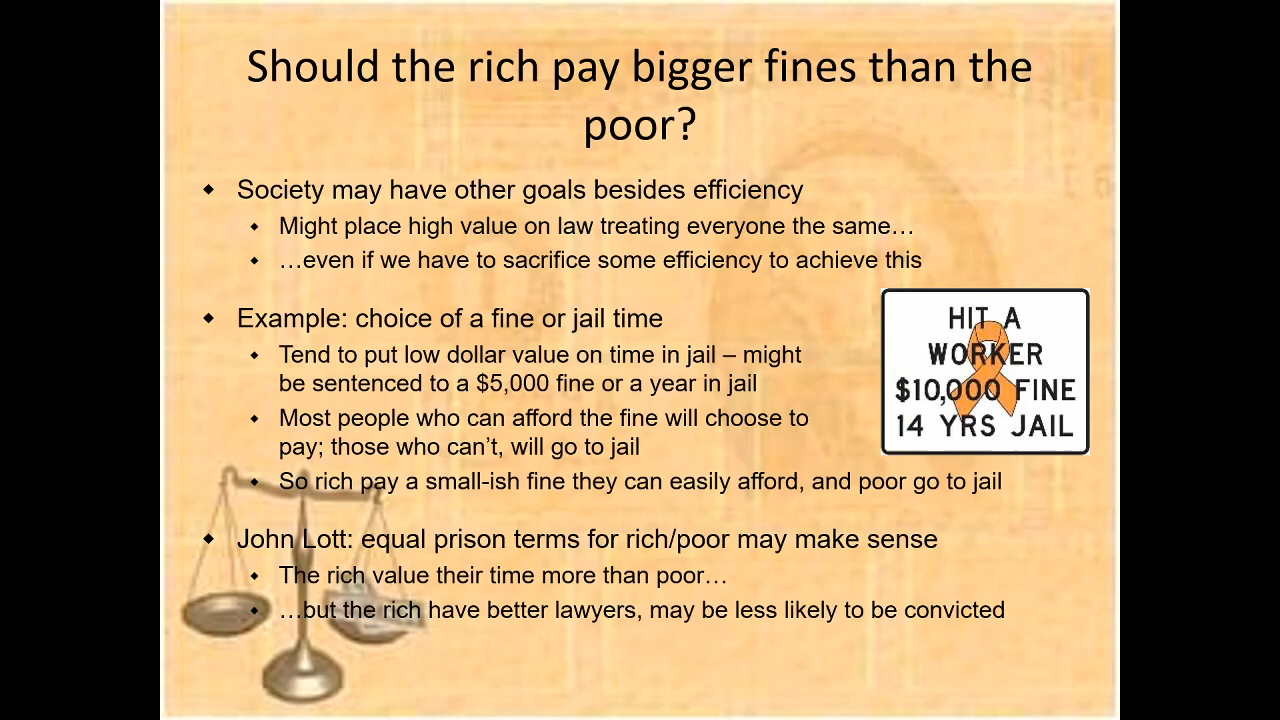 Should the rich pay bigger fines than the
poor?
◆ Society may have other goals besides efficiency
◆ Might place high value on law treating everyone the same…
◆ …even if we have to sacrifice some efficiency to achieve this
◆ Example: choice of a fine or jail time
◆ Tend to put low dollar value on time in jail – might
be sentenced to a $5,000 fine or a year in jail
◆ Most people who can afford the fine will choose to
pay; those who can’t, will go to jail
◆ So rich pay a small-ish fine they can easily afford, and poor go to jail
HIT A
WORKER
$10,000 FINE
14 YRS JAIL
◆ John Lott: equal prison terms for rich/poor may make sense
◆ The rich value their time more than poor…
◆ …but the rich have better lawyers, may be less likely to be convicted